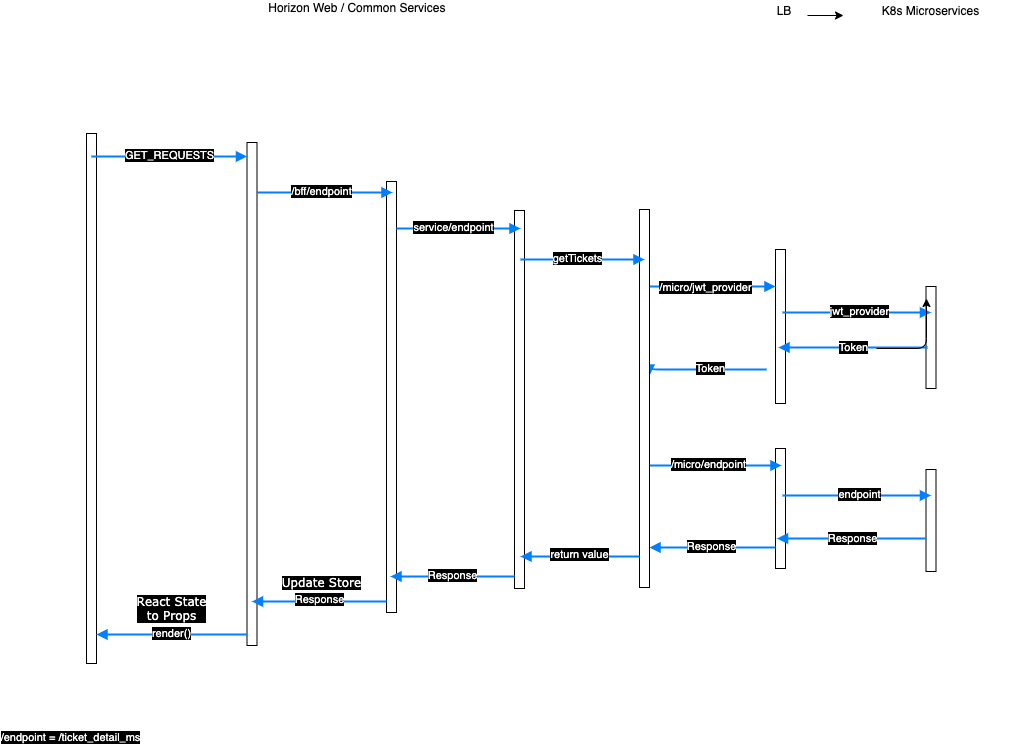 Horizon Web / Common Services
LB
K8s Microservices
GET_REQUESTS
/bff/endpoint
service/endpoint
getTickets
/micro/jwt_provider
jwt_provider
Token
Token
/micro/endpoint
endpoint
Response
Response
return value
Response
Update Store
Response
React State
to Props
render()
/endpoint = /ticket_detail_ms